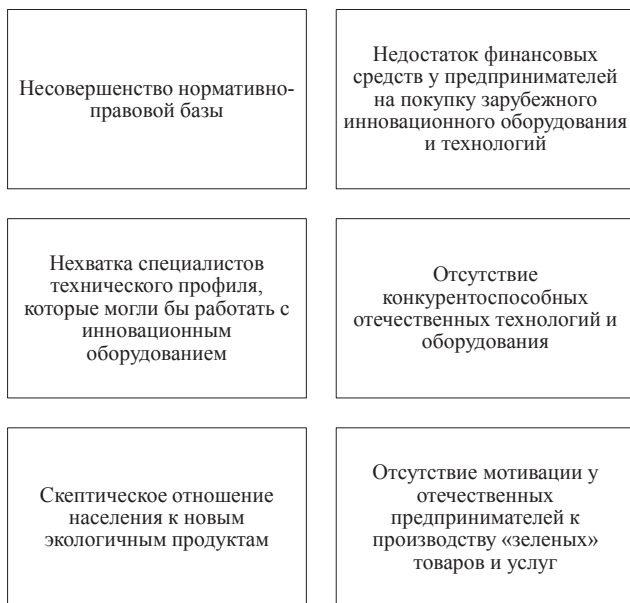 Несовершенство нормативно-
правовой базы
Недостаток финансовых
средств у предпринимателей
на покупку зарубежного
инновационного оборудования
и технологий
Нехватка специалистов
технического профиля,
которые могли бы работать с
инновационным
оборудованием
Отсутствие
конкурентоспособных
отечественных технологий и
оборудования
Скептическое отношение
населения к новым
экологичным продуктам
Отсутствие мотивации у
отечественных
предпринимателей к
производству «зеленых»
товаров и услуг